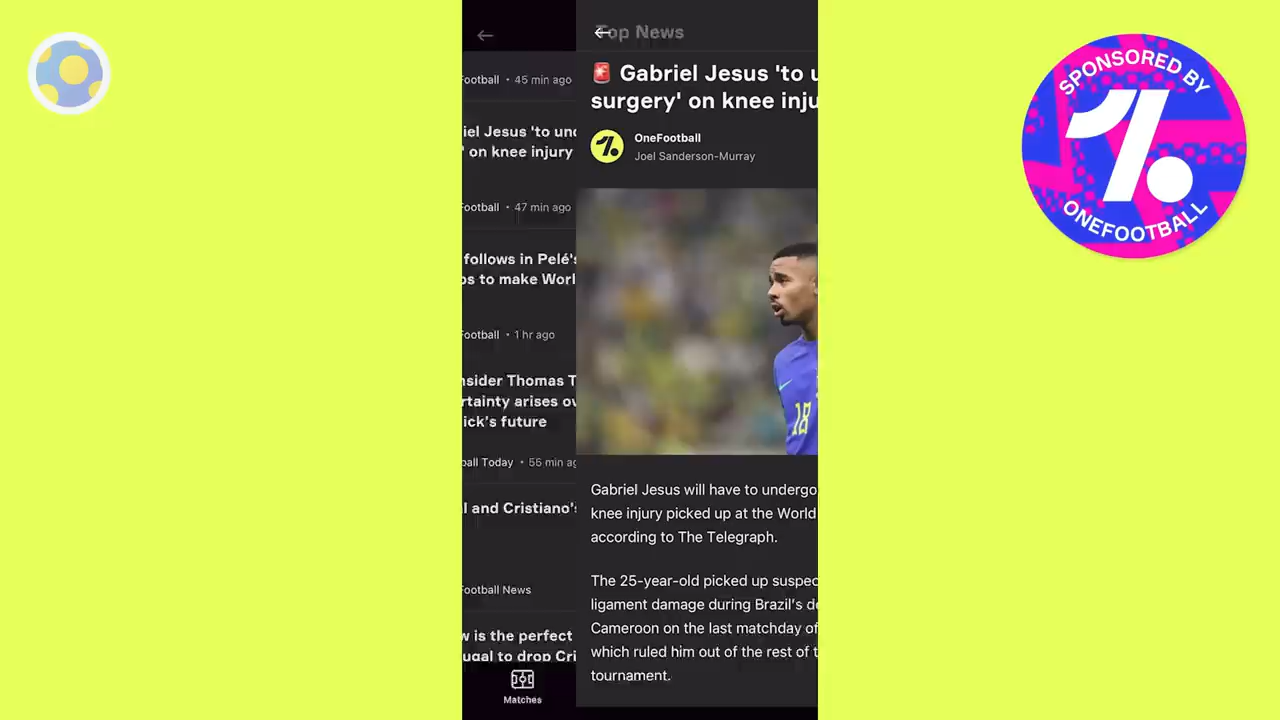 Top News
Football • 45 min ago
iel Jesus 'to und
' on knee injury
Football • 47 min ago
follows in Pelé's
ps to make Worl
Football • 1 hr ago
nsider Thomas T
rtainty arises ov
ick's future
ball Today • 55 min ag
l and Cristiano's
Football News
w is the perfect
ugal to drop Cri
Matches
🚨 Gabriel Jesus 'to u
surgery' on knee inju
OneFootball
Joel Sanderson-Murray
18
Gabriel Jesus will have to undergo
knee injury picked up at the World
according to The Telegraph.
The 25-year-old picked up suspec
ligament damage during Brazil's de
Cameroon on the last matchday of
which ruled him out of the rest of t
tournament.
SPONSORED BY
ONEFOOTBALL